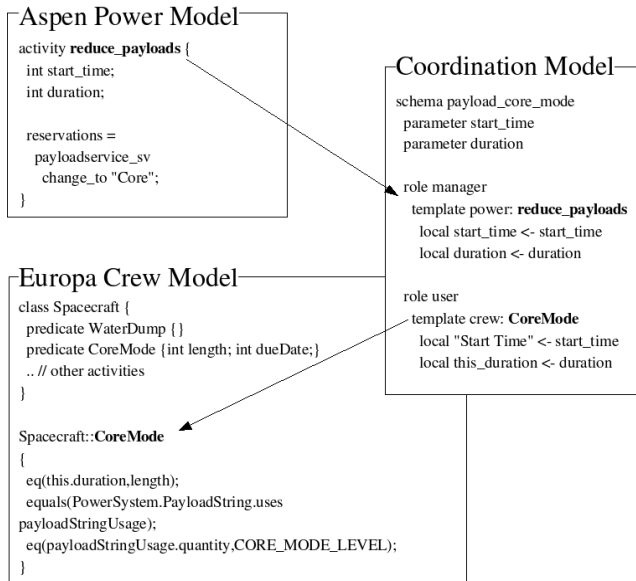 Aspen Power Model
activity reduce_payloads {
int start_time;
int duration;
reservations =
payloadservice_sv
change_to "Core";
}
Coordination Model
schema payload_core_mode
parameter start_time
parameter duration
role manager
template power: reduce_payloads
local start_time <- start_time
local duration <- duration
role user
template crew: CoreMode
local "Start Time" <- start_time
local this_duration <- duration
Europa Crew Model
class Spacecraft {
predicate WaterDump {}
predicate CoreMode {int length; int dueDate;}
.. // other activities
}
Spacecraft::CoreMode
{
eq(this.duration,length);
equals(PowerSystem.PayloadString.uses
payloadStringUsage);
eq(payloadStringUsage.quantity,CORE_MODE_LEVEL);
}